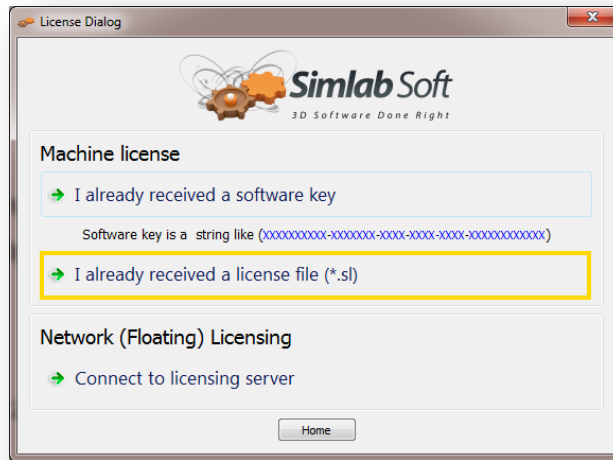 License Dialog
Simlab Soft
3D Software Done Right
Machine license
I already received a software key
Software key is a string like (XXXXXXXXXX-XXXXXXX-XXXX-XXXX-XXXX-XXXXXXXXXXXX)
I already received a license file (*.sl)
Network (Floating) Licensing
Connect to licensing server
Home